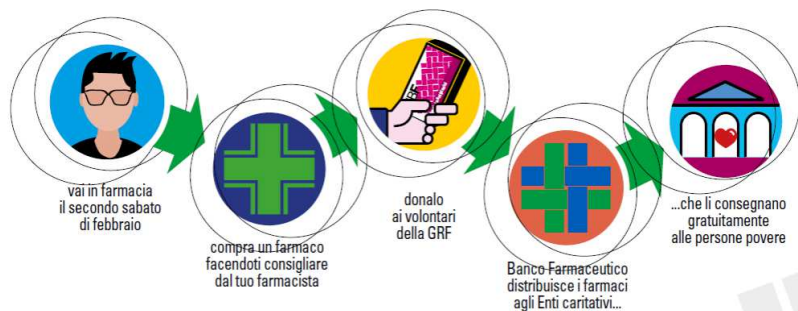 vai in farmacia
il secondo sabato
di febbraio
compra un farmaco
facendoti consigliare
dal tuo farmacista
donalo
ai volontari
della GRF
Banco Farmaceutico
distribuisce i farmaci
agli Enti caritativi...
...che li consegnano
gratuitamente
alle persone povere